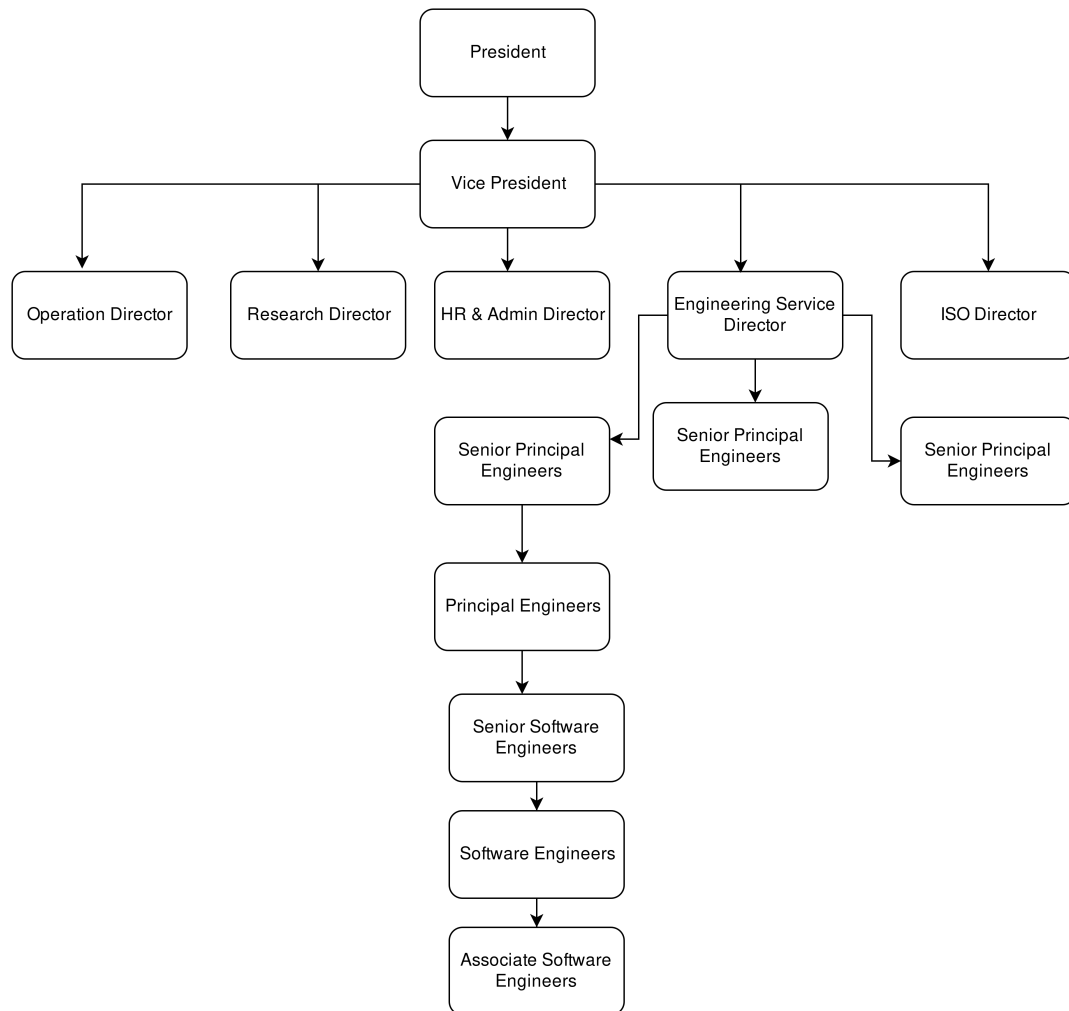 President
Vice President
Operation Director
Research Director
HR & Admin Director
Engineering Service
Director
ISO Director
Senior Principal
Engineers
Senior Principal
Engineers
Senior Principal
Engineers
Principal Engineers
Senior Software
Engineers
Software Engineers
Associate Software
Engineers